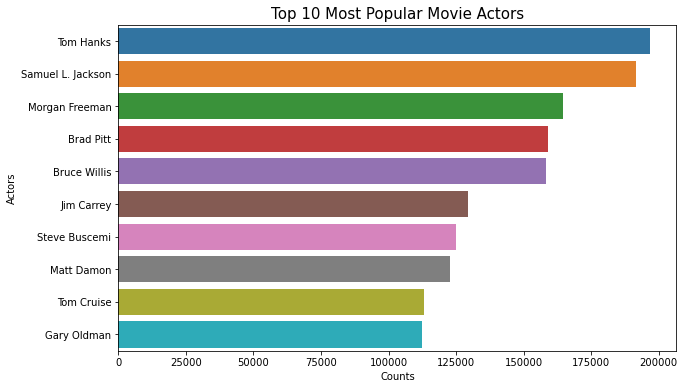 Top 10 Most Popular Movie Actors
Actors
Tom Hanks
Samuel L. Jackson
Morgan Freeman
Brad Pitt
Bruce Willis
Jim Carrey
Steve Buscemi
Matt Damon
Tom Cruise
Gary Oldman
0 25000 50000 75000 100000 125000 150000 175000 200000
Counts